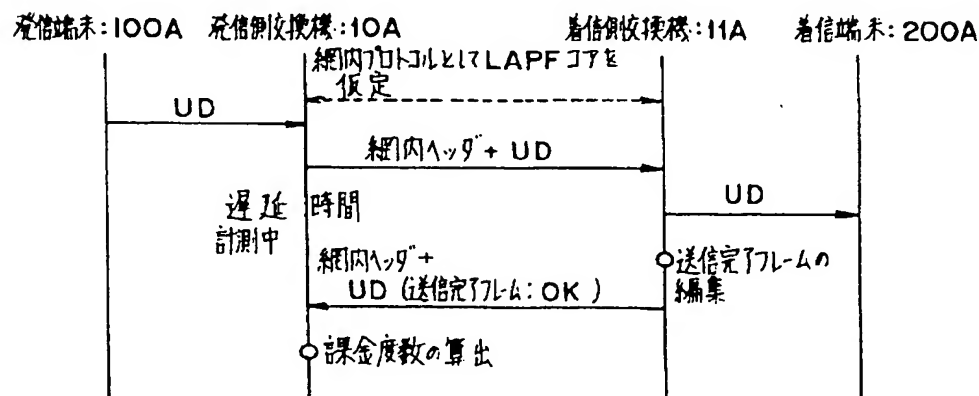 発信端末:100A 発信側交換機:10A 着信側交換機:11A 着信端末:200A
網内プロトコルとしてLAPFコアを
仮定
UD
網内ヘッダ+UD
遅延時間
計測中
UD
網内ヘッダ+
UD(送信完了フレーム:OK)
送信完了フレームの
編集
課金度数の算出